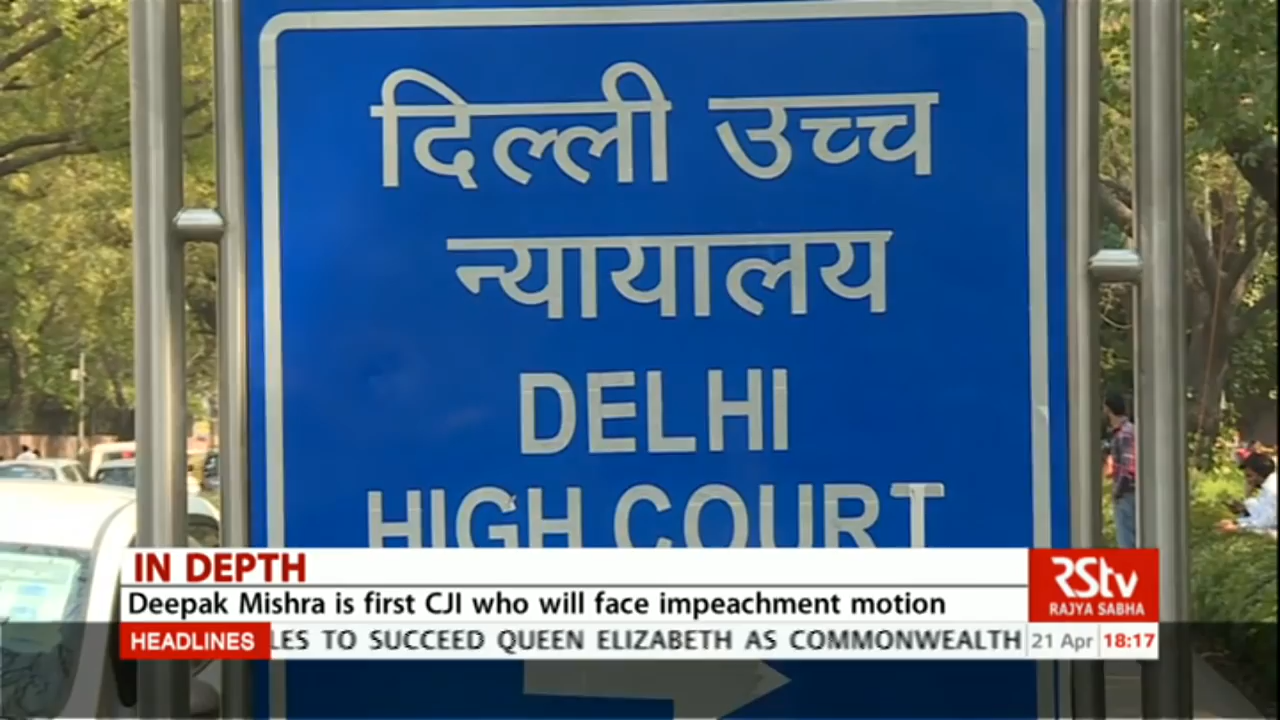 दिल्ली उच्च
न्यायालय
DELHI
HIGH COURT
IN DEPTH
Deepak Mishra is first CJI who will face impeachment motion
RStv
RAJYA SABHA
HEADLINES
LES TO SUCCEED QUEEN ELIZABETH AS COMMONWEALTH
21 Apr
18:17